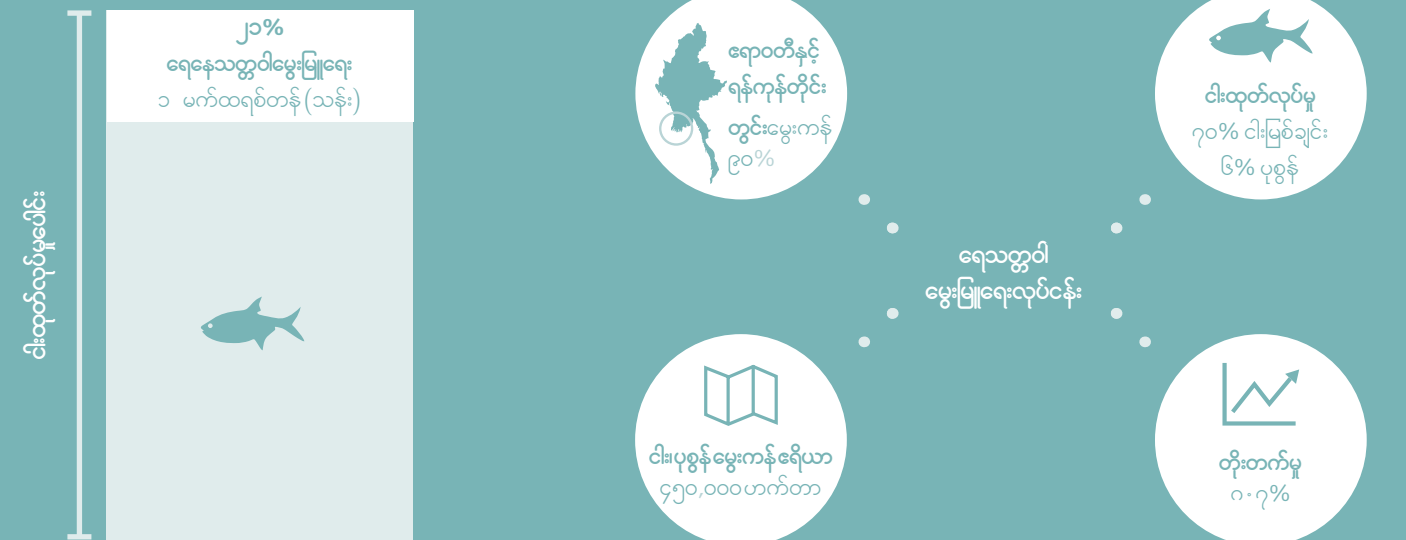 ၂၁%
ရေနေသတ္တဝါမွေးမြူရေး
၁ မက်ထရစ်တန် (သန်း)
ငါးထုတ်လုပ်မှုပေါင်း
ဧရာဝတီနှင့်
ရန်ကုန်တိုင်း
တွင်းမွေးကန်
၉၀%
ငါးထုတ်လုပ်မှု
၇၀% ငါးမြစ်ချင်း
၆% ပုစွန်
ရေသတ္တဝါ
မွေးမြူရေးလုပ်ငန်း
ငါး၊ပုစွန် မွေးကန် ဧရိယာ
၄၅၀,၀၀၀ ဟက်တာ
တိုးတက်မှု
၈.၇%